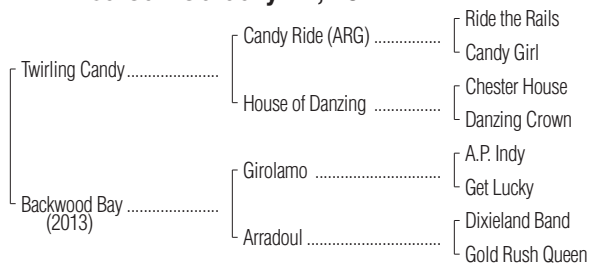 Ride the Rails
Candy Ride (ARG) ................
Candy Girl
Twirling Candy ......................
Chester House
House of Danzing ................
Danzing Crown
A.P. Indy
Girolamo .......................
Get Lucky
Backwood Bay ......................
(2013)
Dixieland Band
Arradoul .........................
Gold Rush Queen